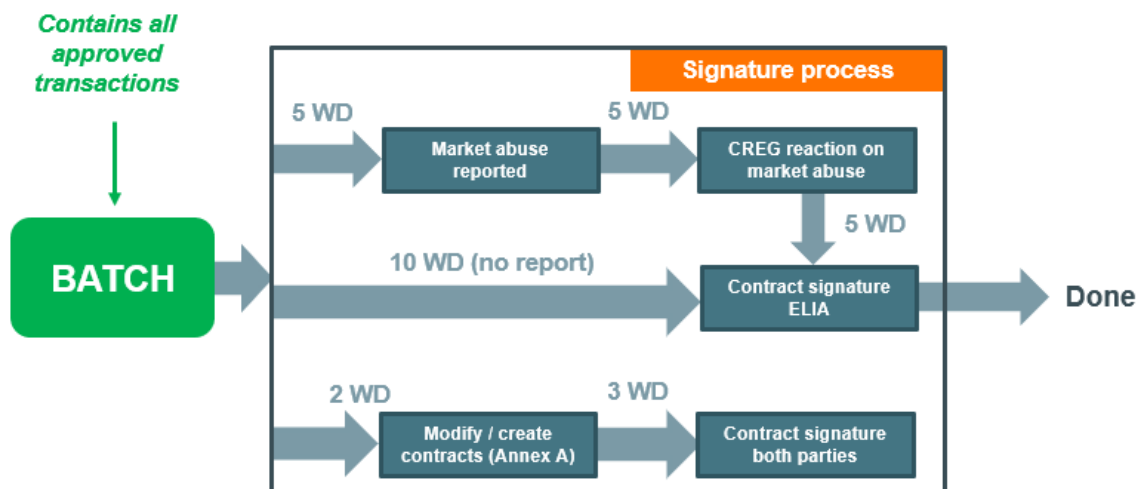 Contains all
approved
transactions
BATCH
Signature process
5 WD
5 WD
Market abuse
reported
CREG reaction on
market abuse
5 WD
10 WD (no report)
Contract signature
ELIA
Done
2 WD
3 WD
Modify / create
contracts (Annex A)
Contract signature
both parties